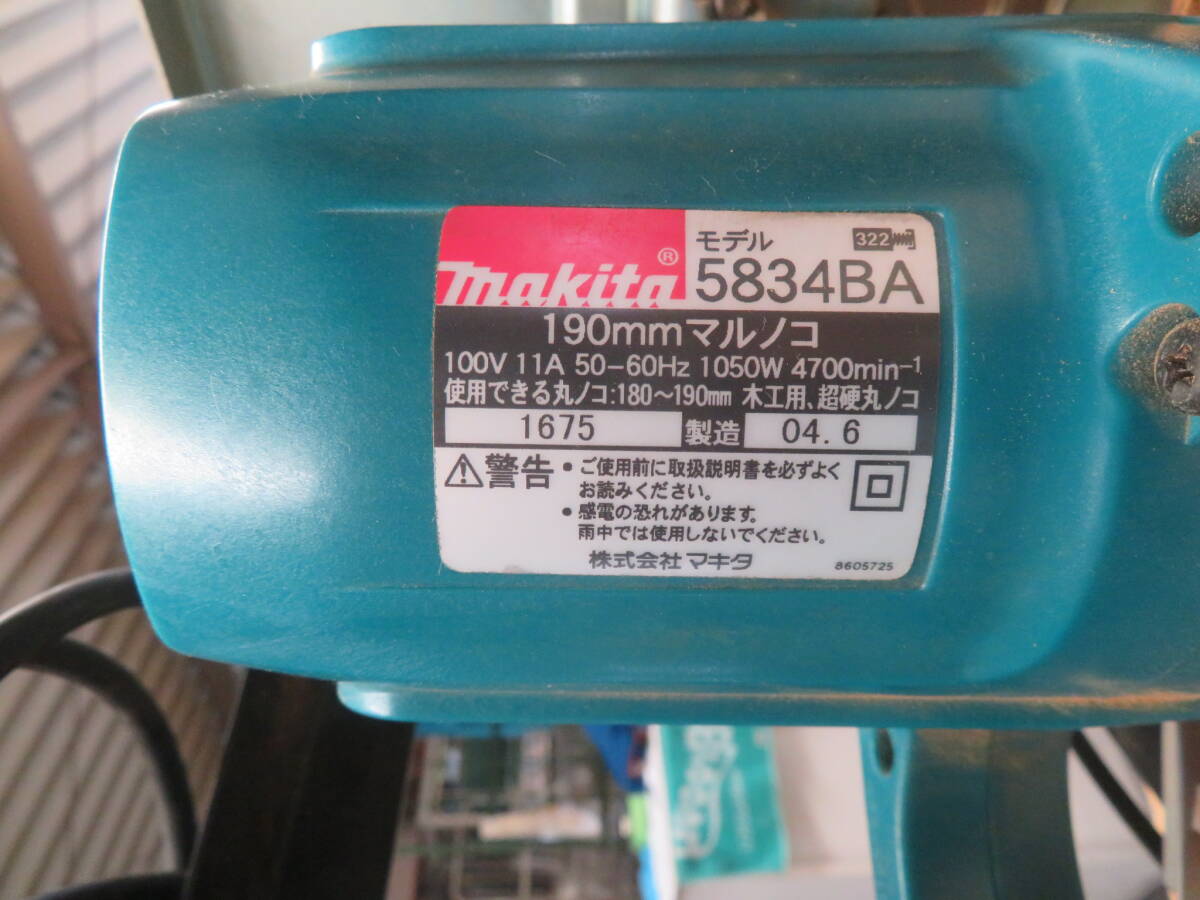 makita®
モデル 322
5834BA
190mmマルノコ
100V 11A 50-60Hz 1050W 4700min-1
使用できる丸ノコ:180~190mm 木工用、超硬丸ノコ
1675 製造 04.6
⚠警告 ・ご使用前に取扱説明書を必ずよく
お読みください。
・感電の恐れがあります。
雨中では使用しないでください。
株式会社 マキタ 8605725